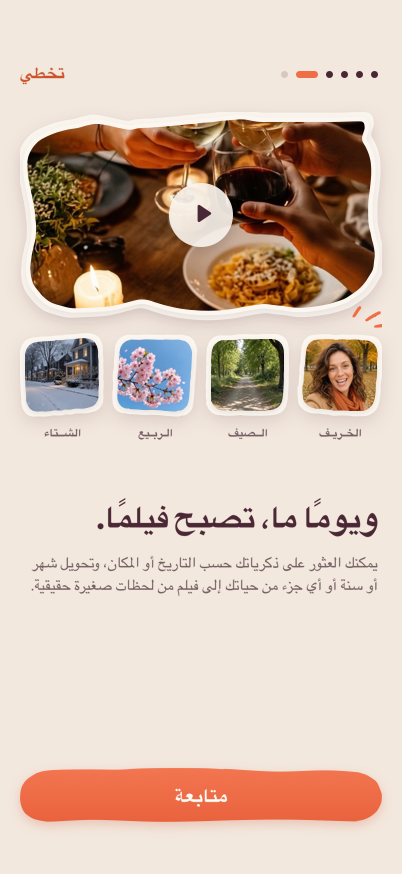 تخطي
الخريف
الصيف
الربيع
الشتاء
ويومًا ما، تصبح فيلمًا.
يمكنك العثور على ذكرياتك حسب التاريخ أو المكان، وتحويل شهر
أو سنة أو أي جزء من حياتك إلى فيلم من لحظات صغيرة حقيقية.
متابعة